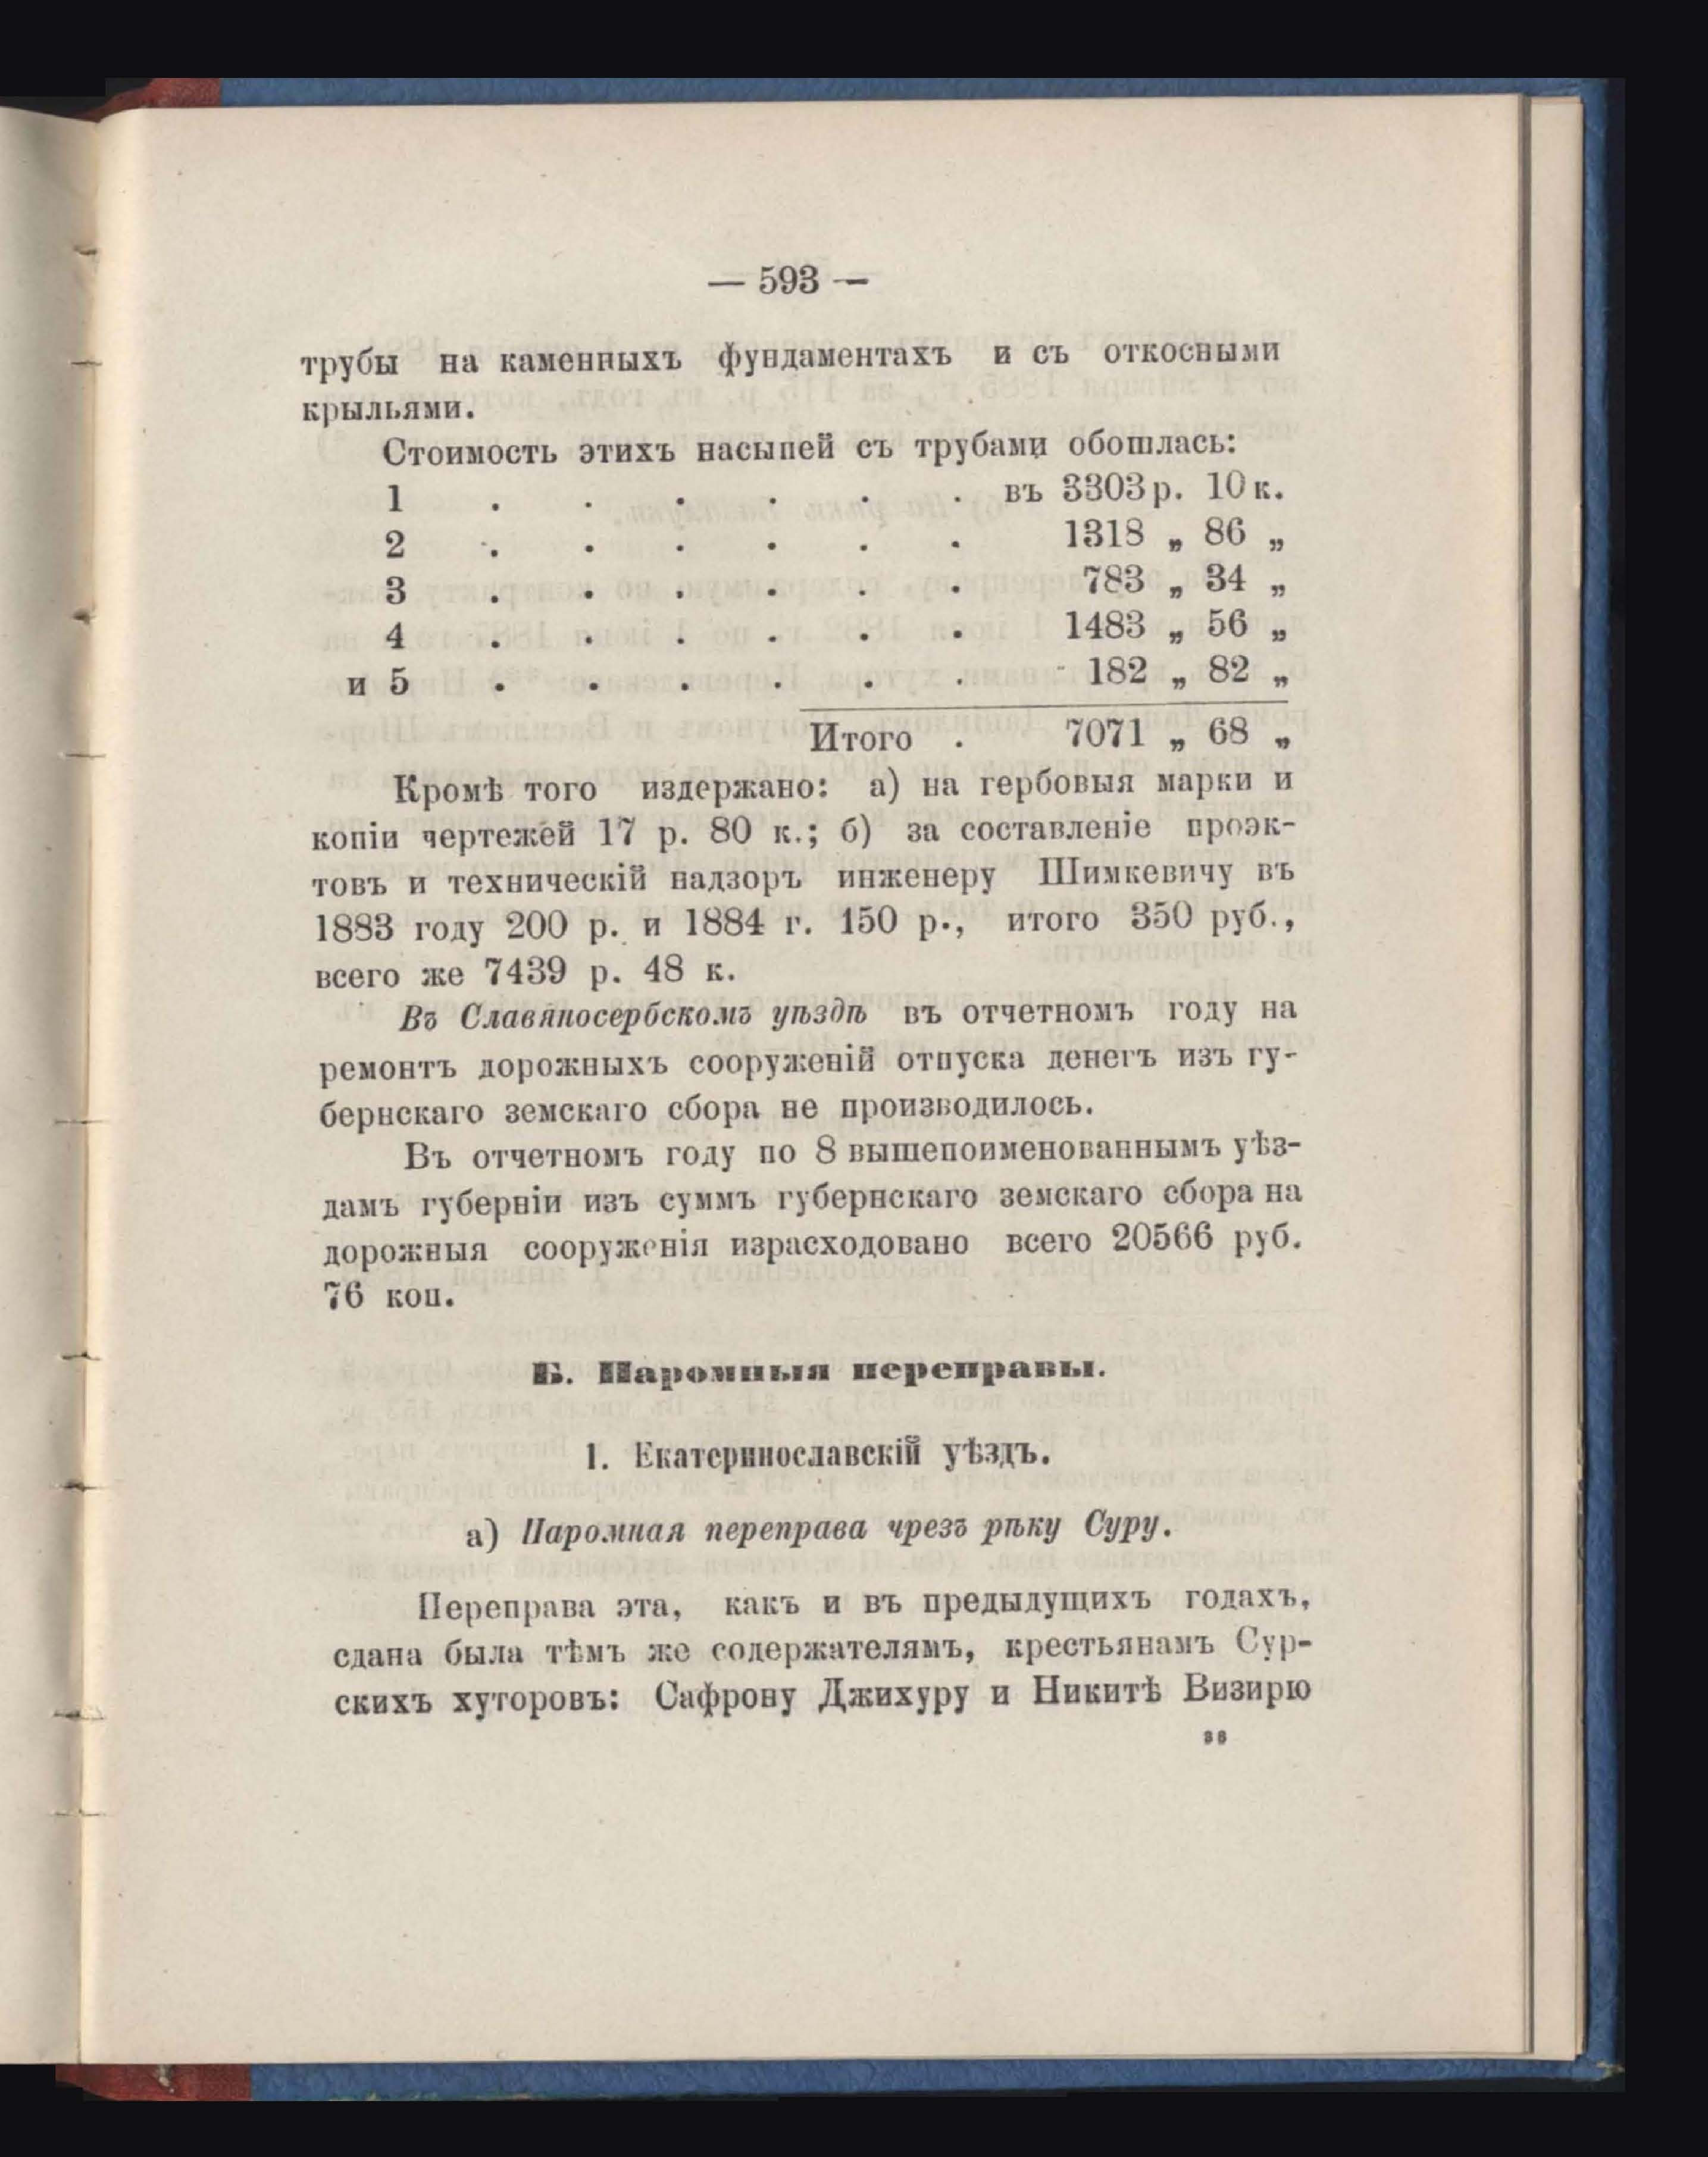 — 593 —
трубы на каменныхъ фундаментахъ и съ откосными
крыльями.
Стоимость этихъ насыпей съ трубами обошлась:
1 . . . . . . въ 3303 р. 10 к.
2 . . . . . . 1318 „ 86 „
3 . . . . . . 783 „ 34 „
4 . . . . . . 1483 „ 56 „
и 5 . . . . . . 182 „ 82 „
Итого . 7071 „ 68 „
Кромѣ того издержано: а) на гербовыя марки и
копіи чертежей 17 р. 80 к.; б) за составленіе проэк-
товъ и техническій надзоръ инженеру Шимкевичу въ
1883 году 200 р. и 1884 г. 150 р., итого 350 руб.,
всего же 7439 р. 48 к.
Въ Славяносербскомъ уѣздѣ въ отчетномъ году на
ремонтъ дорожныхъ сооруженій отпуска денегъ изъ гу-
бернскаго земскаго сбора не производилось.
Въ отчетномъ году по 8 вышепоименованнымъ уѣз-
дамъ губерніи изъ суммъ губернскаго земскаго сбора на
дорожныя сооруженія израсходовано всего 20566 руб.
76 коп.
Б. Паромныя переправы.
1. Екатеринославскій уѣздъ.
а) Паромная переправа чрезъ рѣку Суру.
Переправа эта, какъ и въ предыдущихъ годахъ,
сдана была тѣмъ же содержателямъ, крестьянамъ Сур-
скихъ хуторовъ: Сафрону Джихуру и Никитѣ Визирю